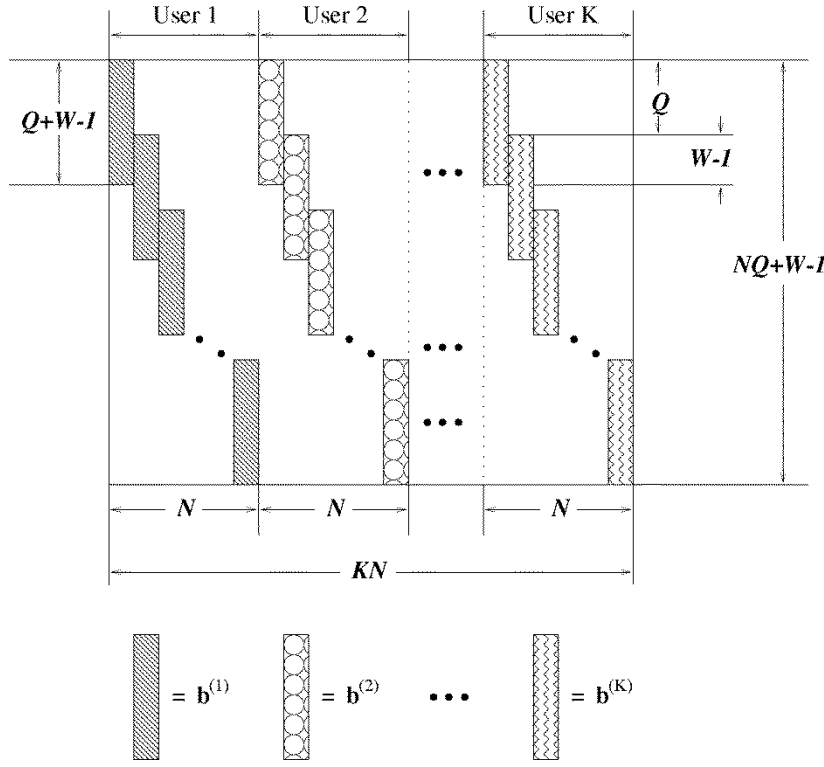 User 1 User 2 User K
Q+W-1
Q
W-1
NQ+W-1
N N N
KN
= b^(1) = b^(2) = b^(K)